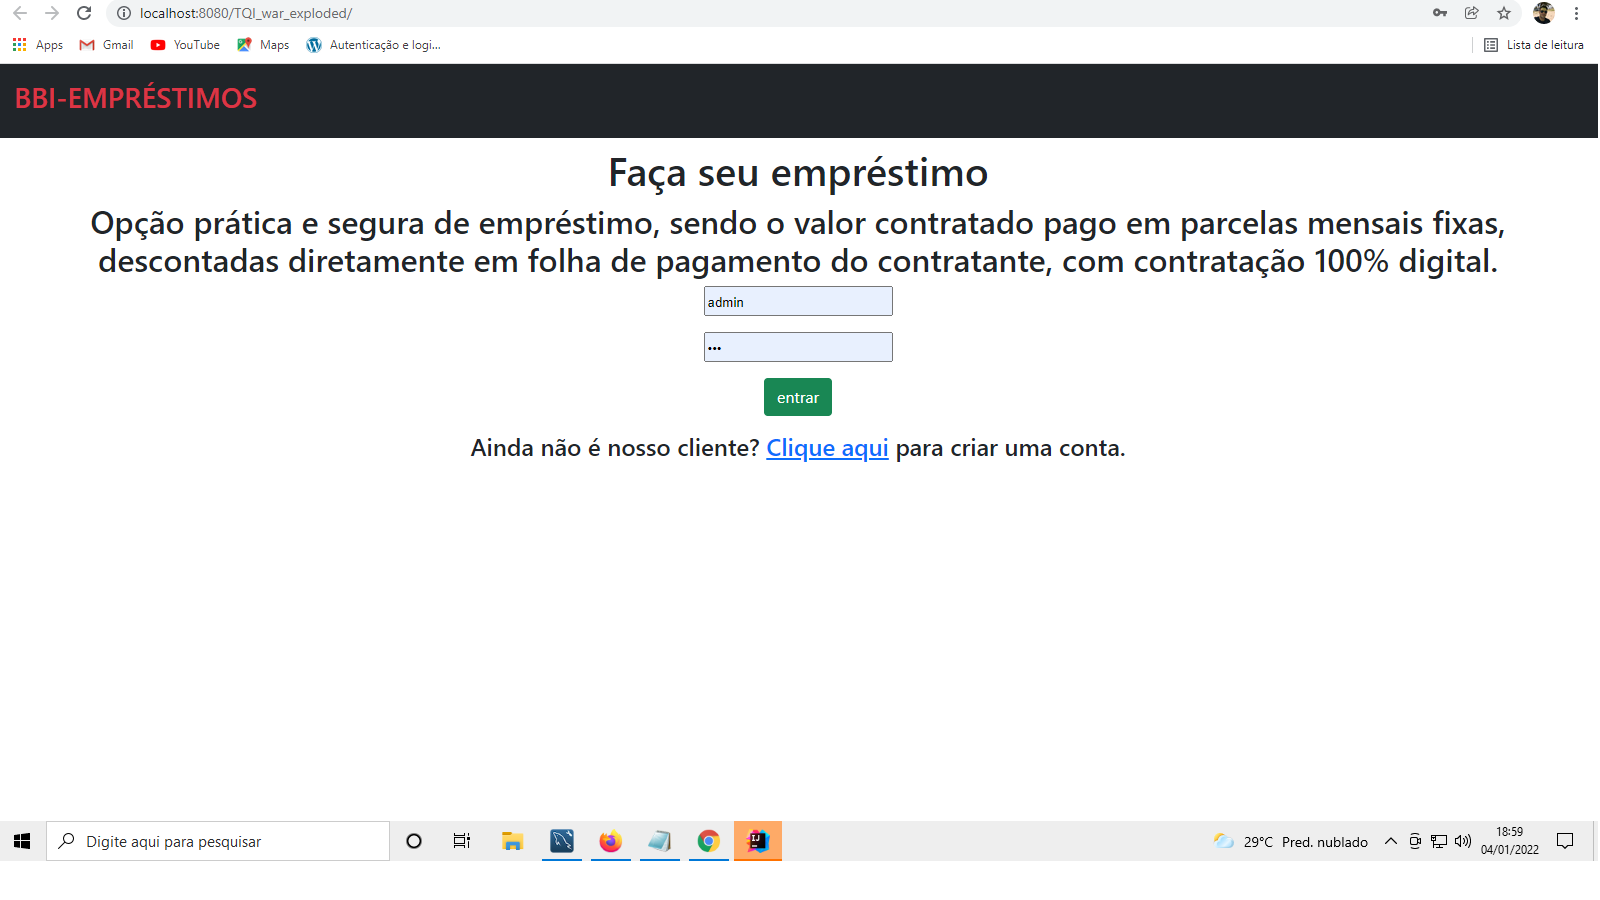 localhost:8080/TQI_war_exploded/
Apps Gmail YouTube Maps Autenticação e logi... Lista de leitura
BBI-EMPRÉSTIMOS
Faça seu empréstimo
Opção prática e segura de empréstimo, sendo o valor contratado pago em parcelas mensais fixas,
descontadas diretamente em folha de pagamento do contratante, com contratação 100% digital.
admin
•••
entrar
Ainda não é nosso cliente? Clique aqui para criar uma conta.
Digite aqui para pesquisar
IJ
29°C Pred. nublado
18:59
04/01/2022